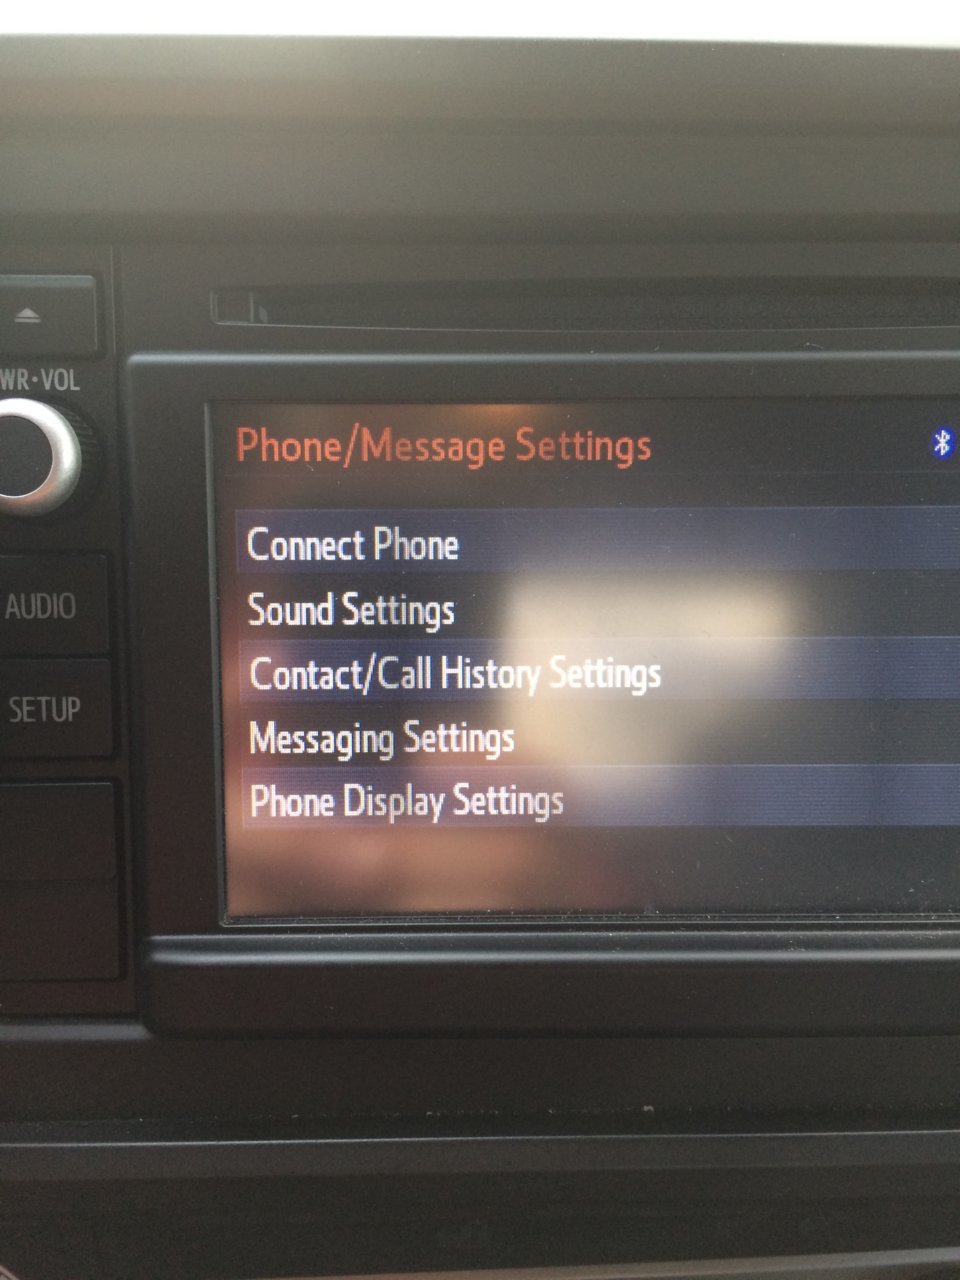 WR·VOL
AUDIO
SETUP
Phone/Message Settings
Connect Phone
Sound Settings
Contact/Call History Settings
Messaging Settings
Phone Display Settings